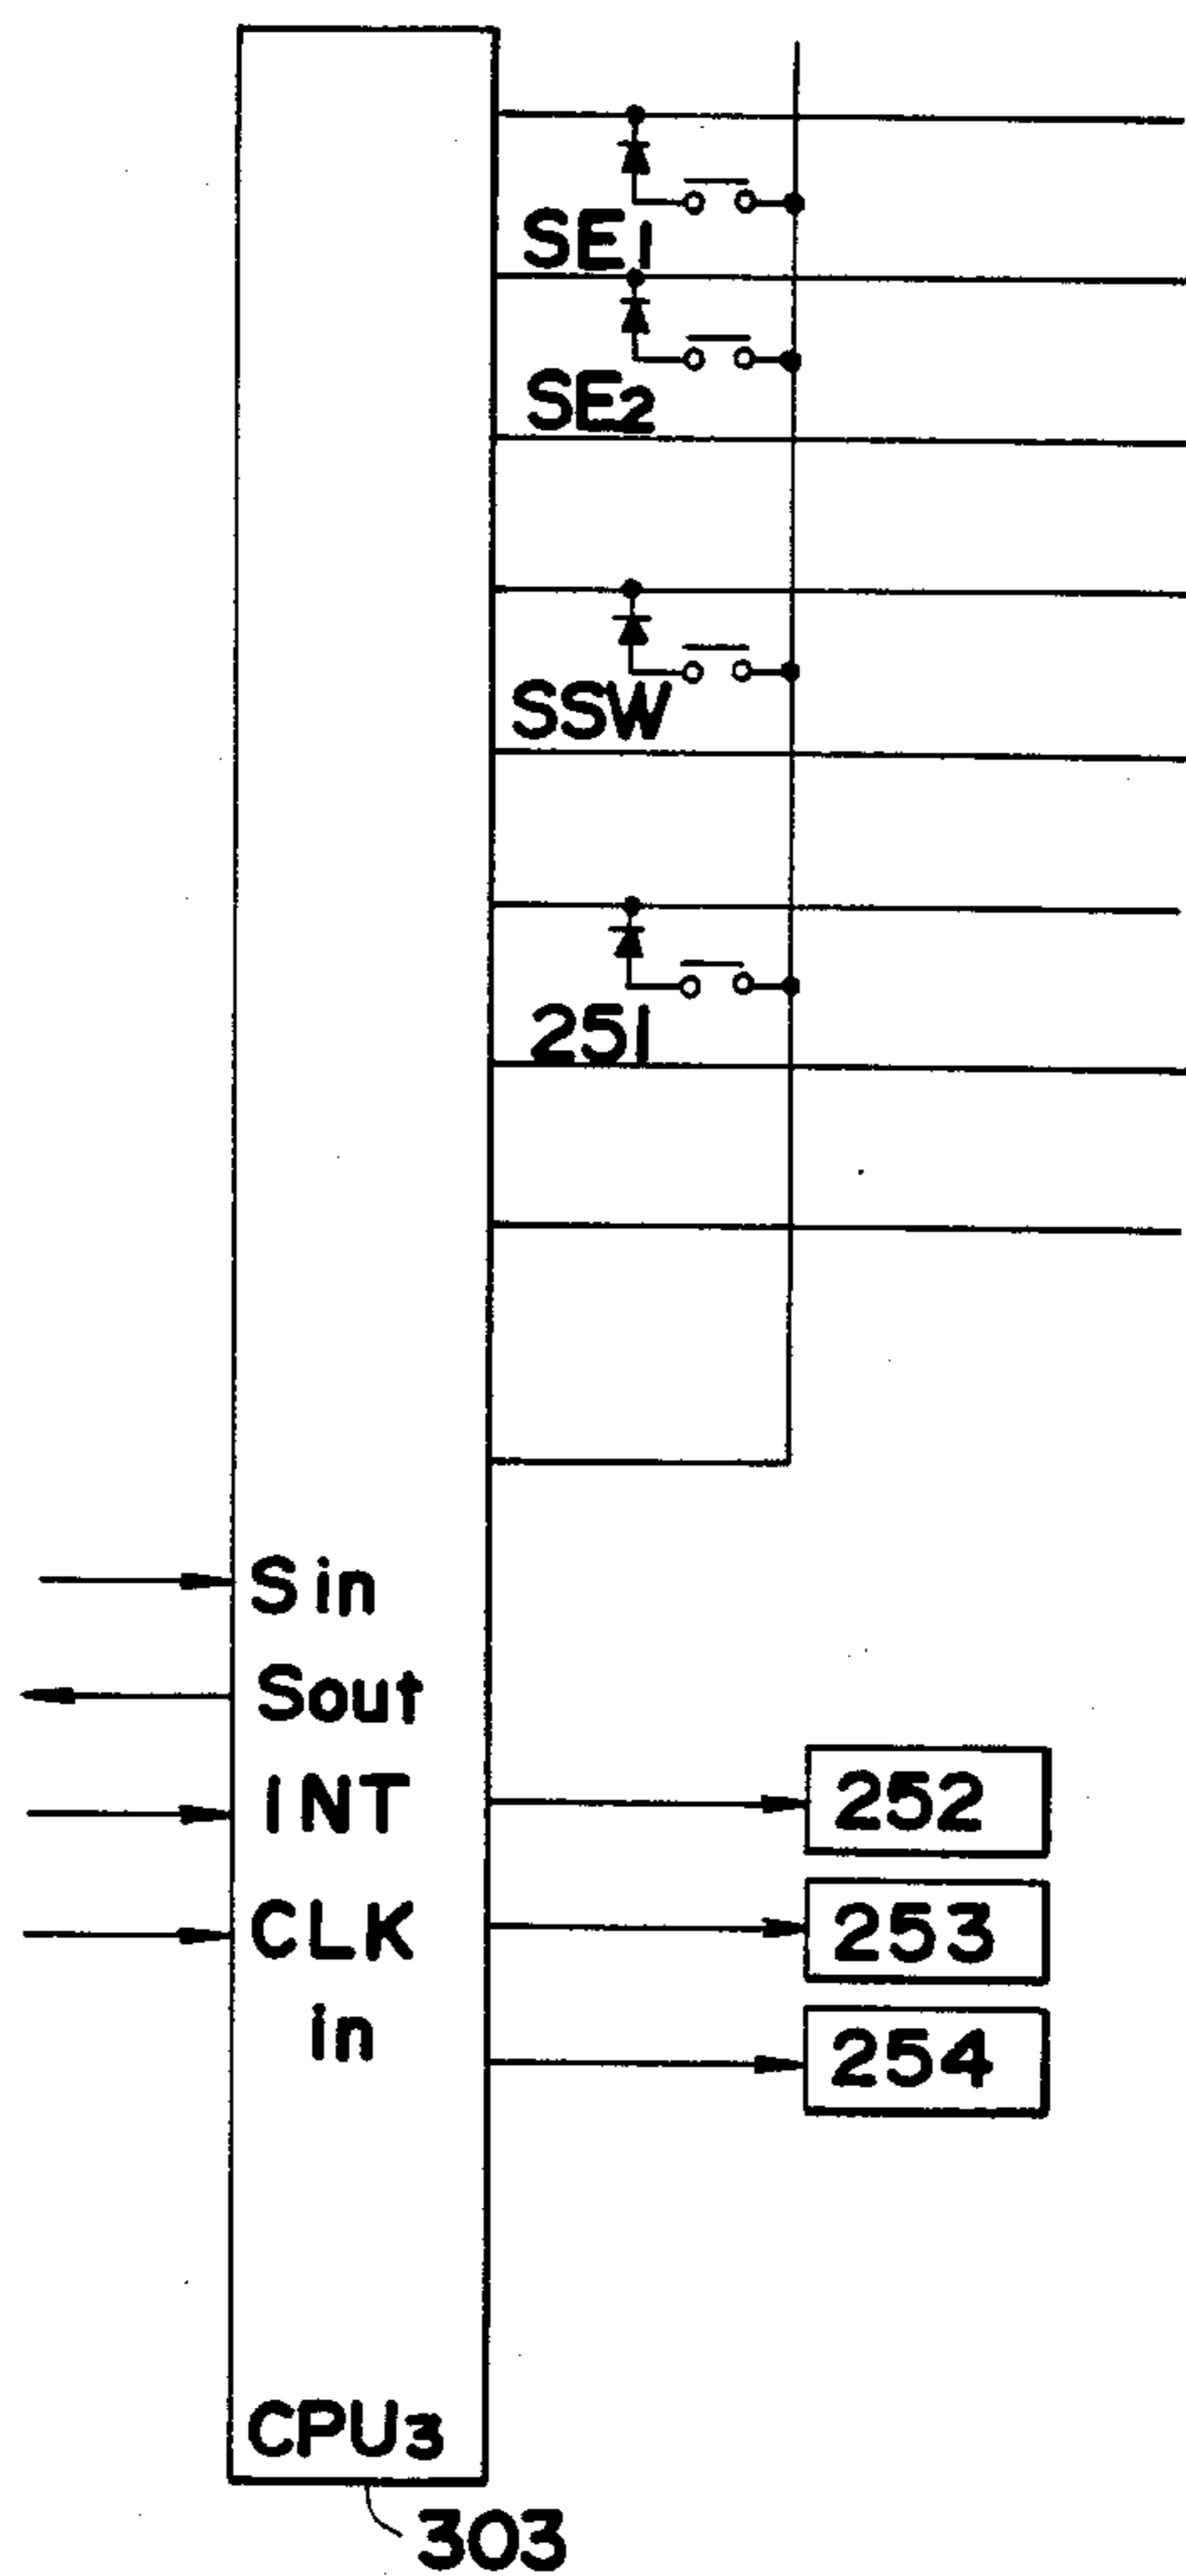 SE1
SE2
SSW
251
Sin
Sout
INT
252
CLK
in
253
254
CPU3
303